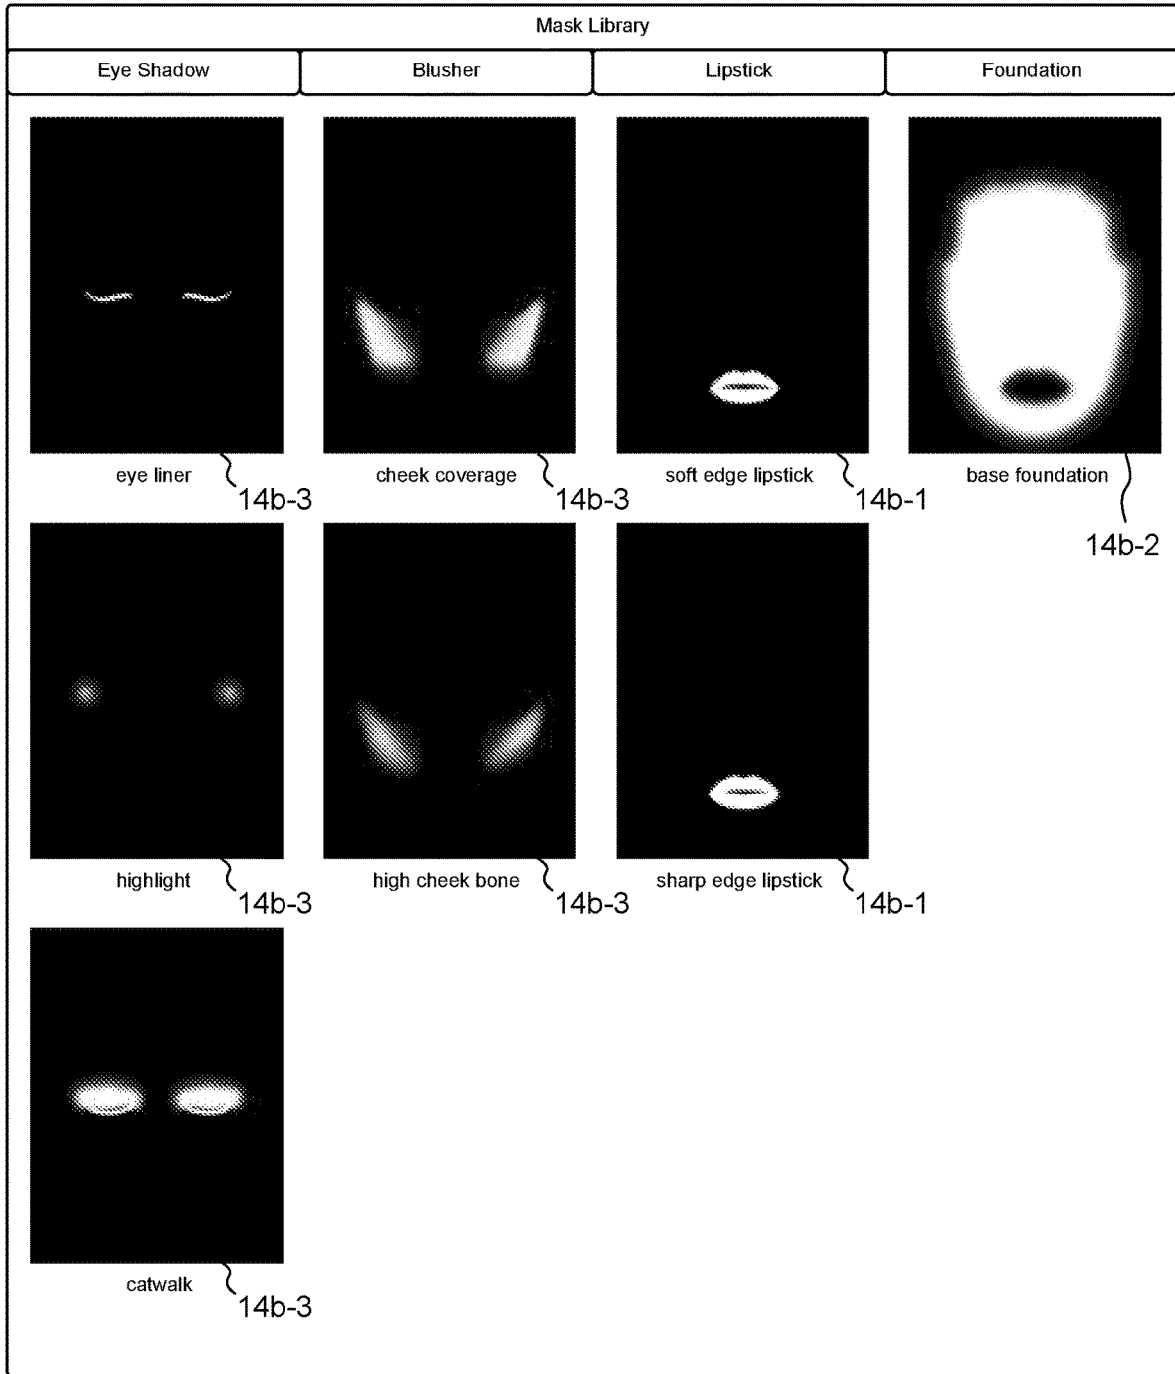 Mask Library
Eye Shadow Blusher Lipstick Foundation
eye liner cheek coverage soft edge lipstick base foundation
14b-3 14b-3 14b-1
14b-2
highlight high cheek bone sharp edge lipstick
14b-3 14b-3 14b-1
catwalk
14b-3